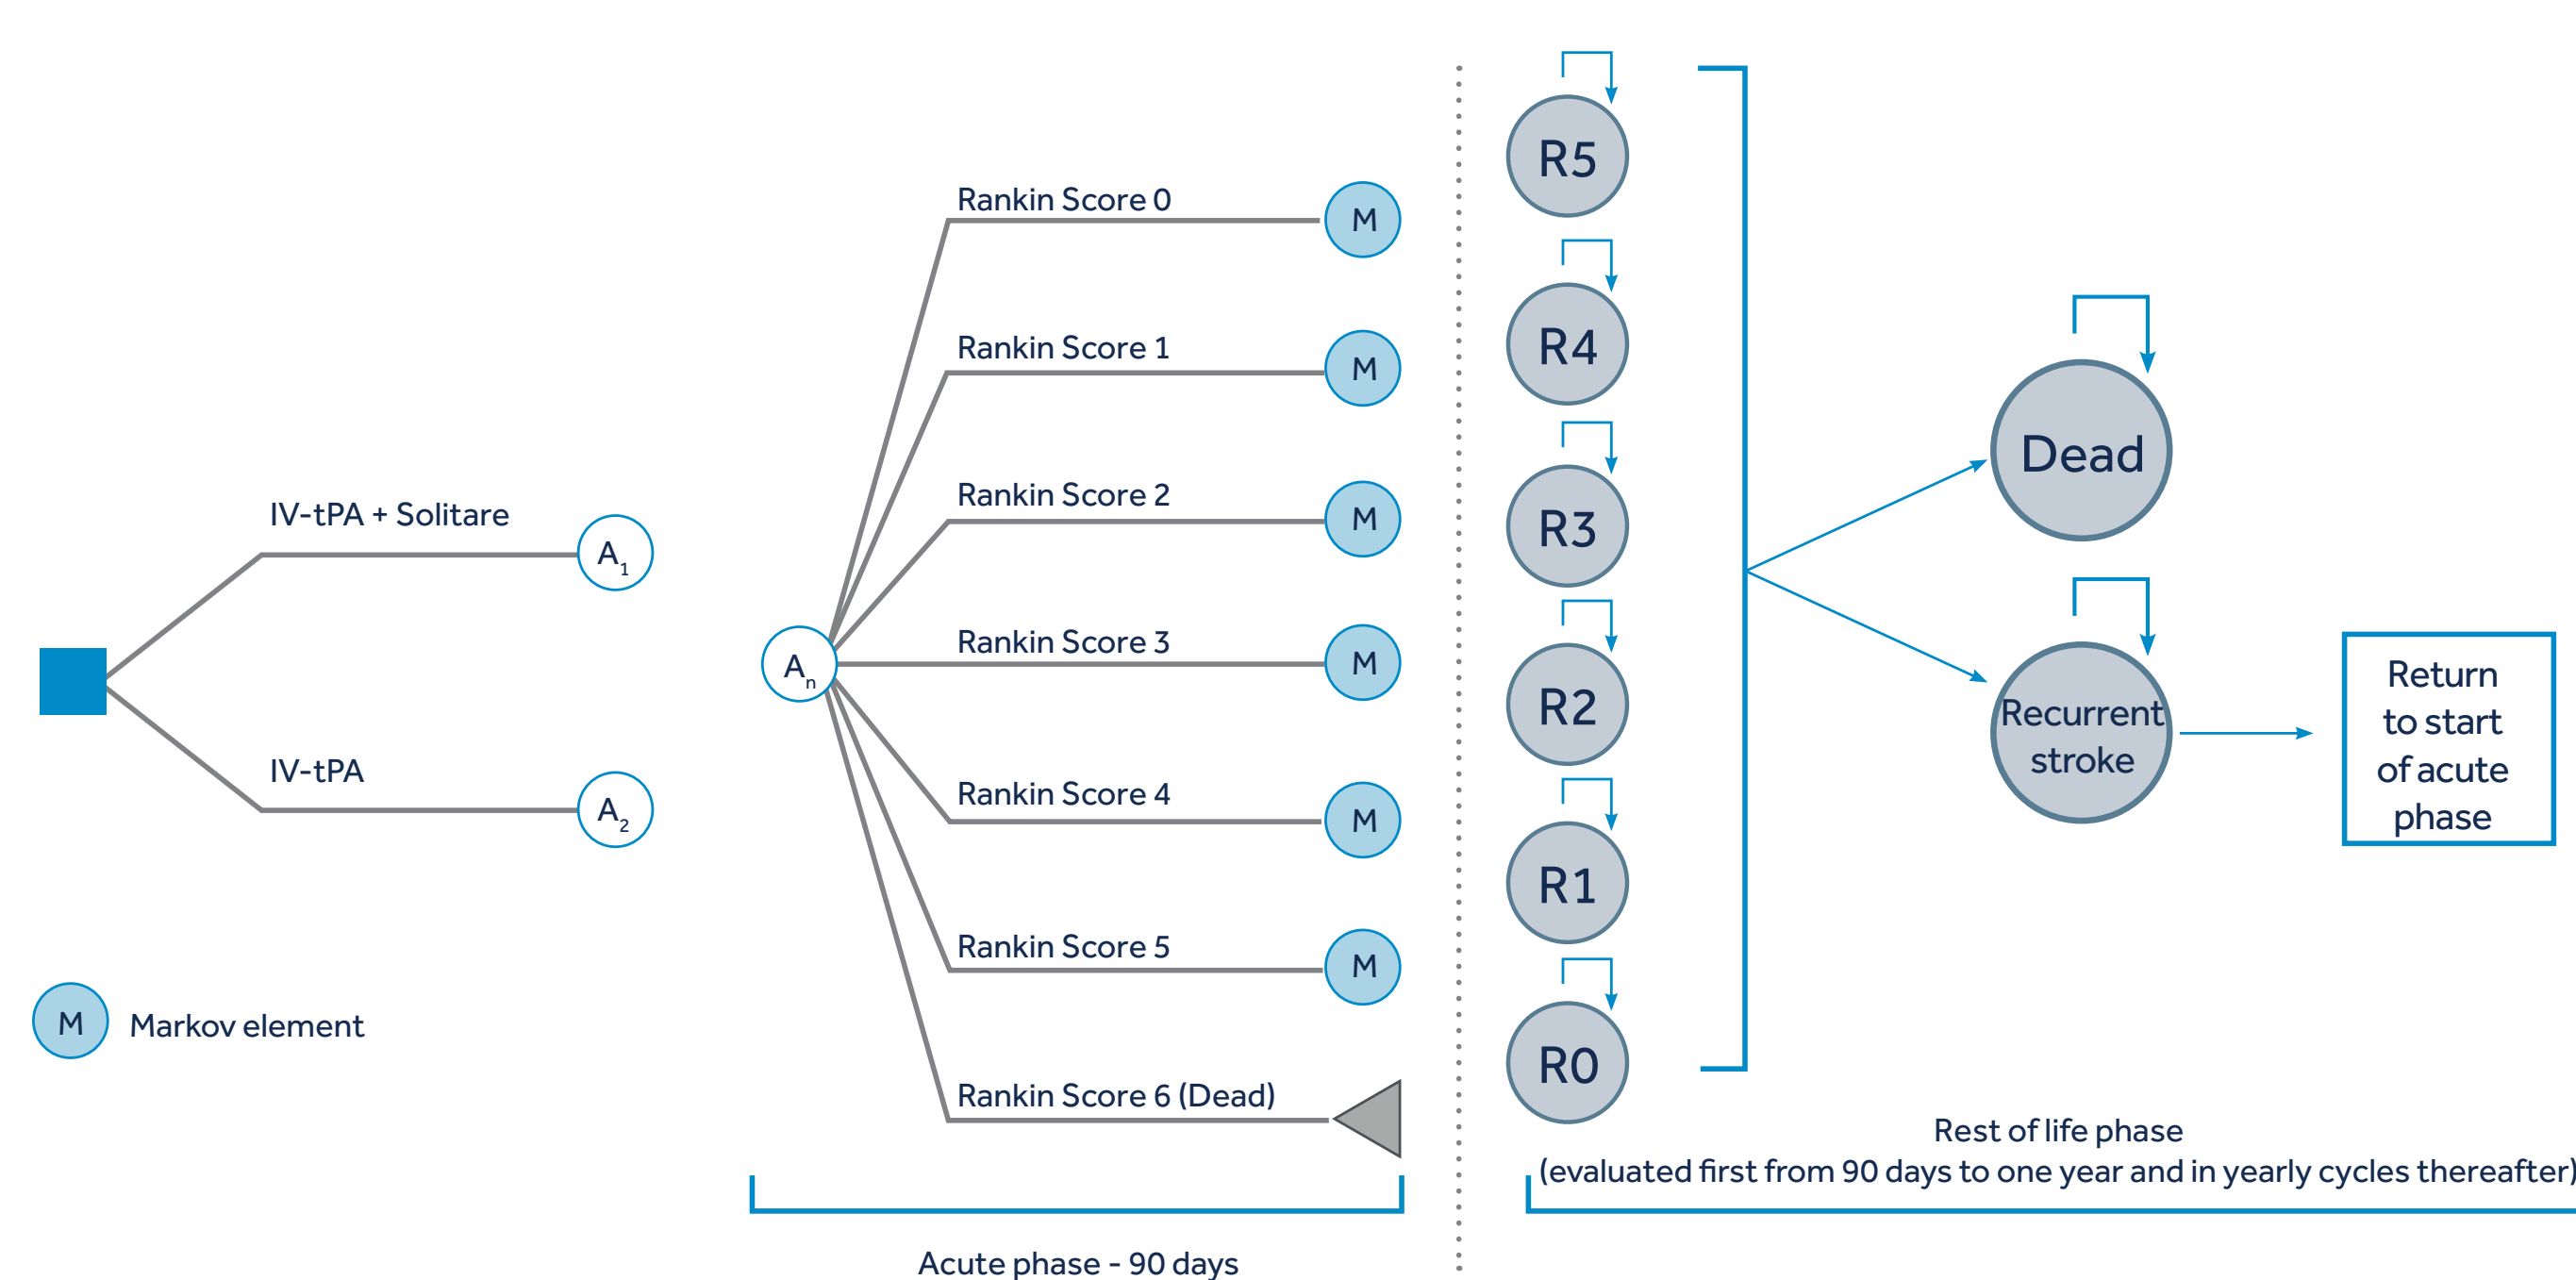 IV-tPA + Solitare
A1
IV-tPA
A2
M
Markov element
An
Rankin Score 0
M
Rankin Score 1
M
Rankin Score 2
M
Rankin Score 3
M
Rankin Score 4
M
Rankin Score 5
M
Rankin Score 6 (Dead)
Acute phase - 90 days
R5
R4
R3
R2
R1
R0
Dead
Recurrent
stroke
Return
to start
of acute
phase
Rest of life phase
(evaluated first from 90 days to one year and in yearly cycles thereafter)